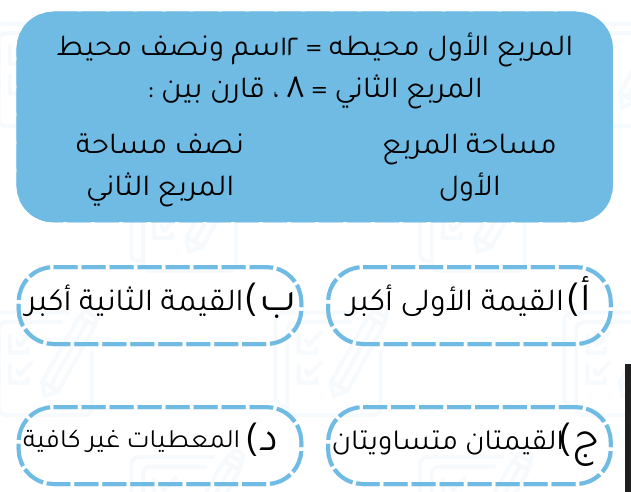 المربع الأول محيطه = ١٢سم ونصف محيط
المربع الثاني = ٨ ، قارن بين :
مساحة المربع الأول
نصف مساحة المربع الثاني
أ) القيمة الأولى أكبر
ب) القيمة الثانية أكبر
ج) القيمتان متساويتان
د) المعطيات غير كافية